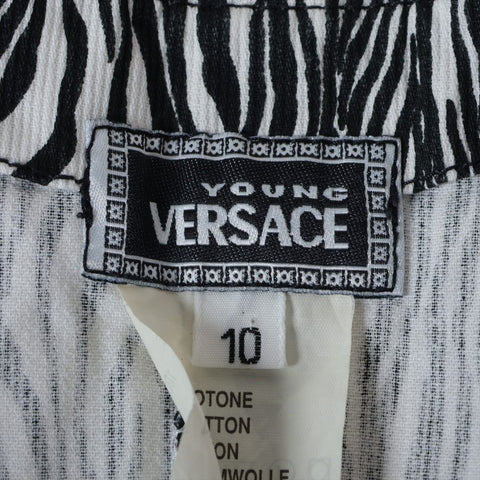 YOUNG
VERSACE
10
OTONE
TTON
ON
MWOLLE